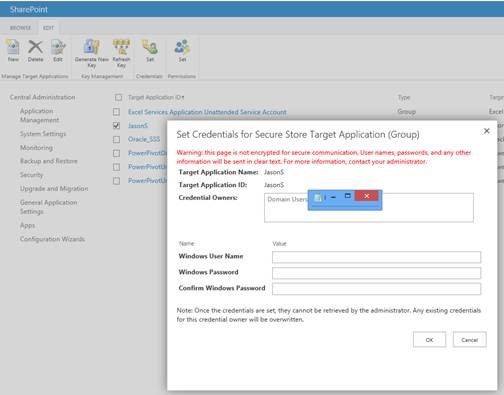 SharePoint
BROWSE EDIT
New Delete Edit Generate New Key Refresh Key Set Set
Manage Target Applications Key Management Credentials Permissions
Central Administration
Application Management
System Settings
Monitoring
Backup and Restore
Security
Upgrade and Migration
General Application Settings
Apps
Configuration Wizards
Target Application ID↑ Type Target
Excel Services Application Unattended Service Account Group Excel
JasonS
Oracle_SSS
PowerPivotDa
PowerPivotUn
Set Credentials for Secure Store Target Application (Group)
Warning: this page is not encrypted for secure communication. User names, passwords, and any other
information will be sent in clear text. For more information, contact your administrator.
Target Application Name: JasonS
Target Application ID: JasonS
Credential Owners: Domain Users
Name Value
Windows User Name
Windows Password
Confirm Windows Password
Note: Once the credentials are set, they cannot be retrieved by the administrator. Any existing credentials
for this credential owner will be overwritten.
OK Cancel